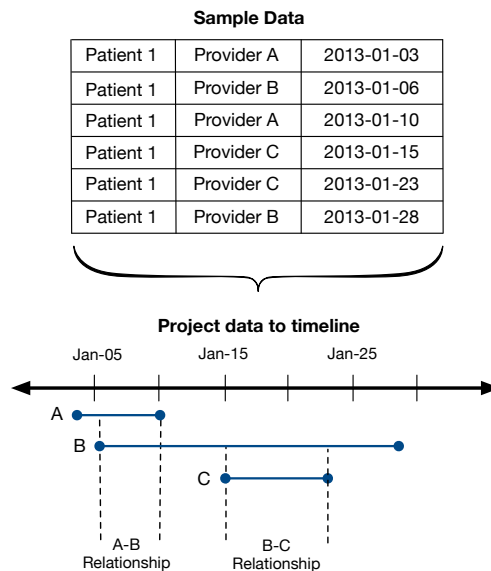 Sample Data
Patient 1 Provider A 2013-01-03
Patient 1 Provider B 2013-01-06
Patient 1 Provider A 2013-01-10
Patient 1 Provider C 2013-01-15
Patient 1 Provider C 2013-01-23
Patient 1 Provider B 2013-01-28
Project data to timeline
Jan-05 Jan-15 Jan-25
A
B
C
A-B B-C
Relationship Relationship